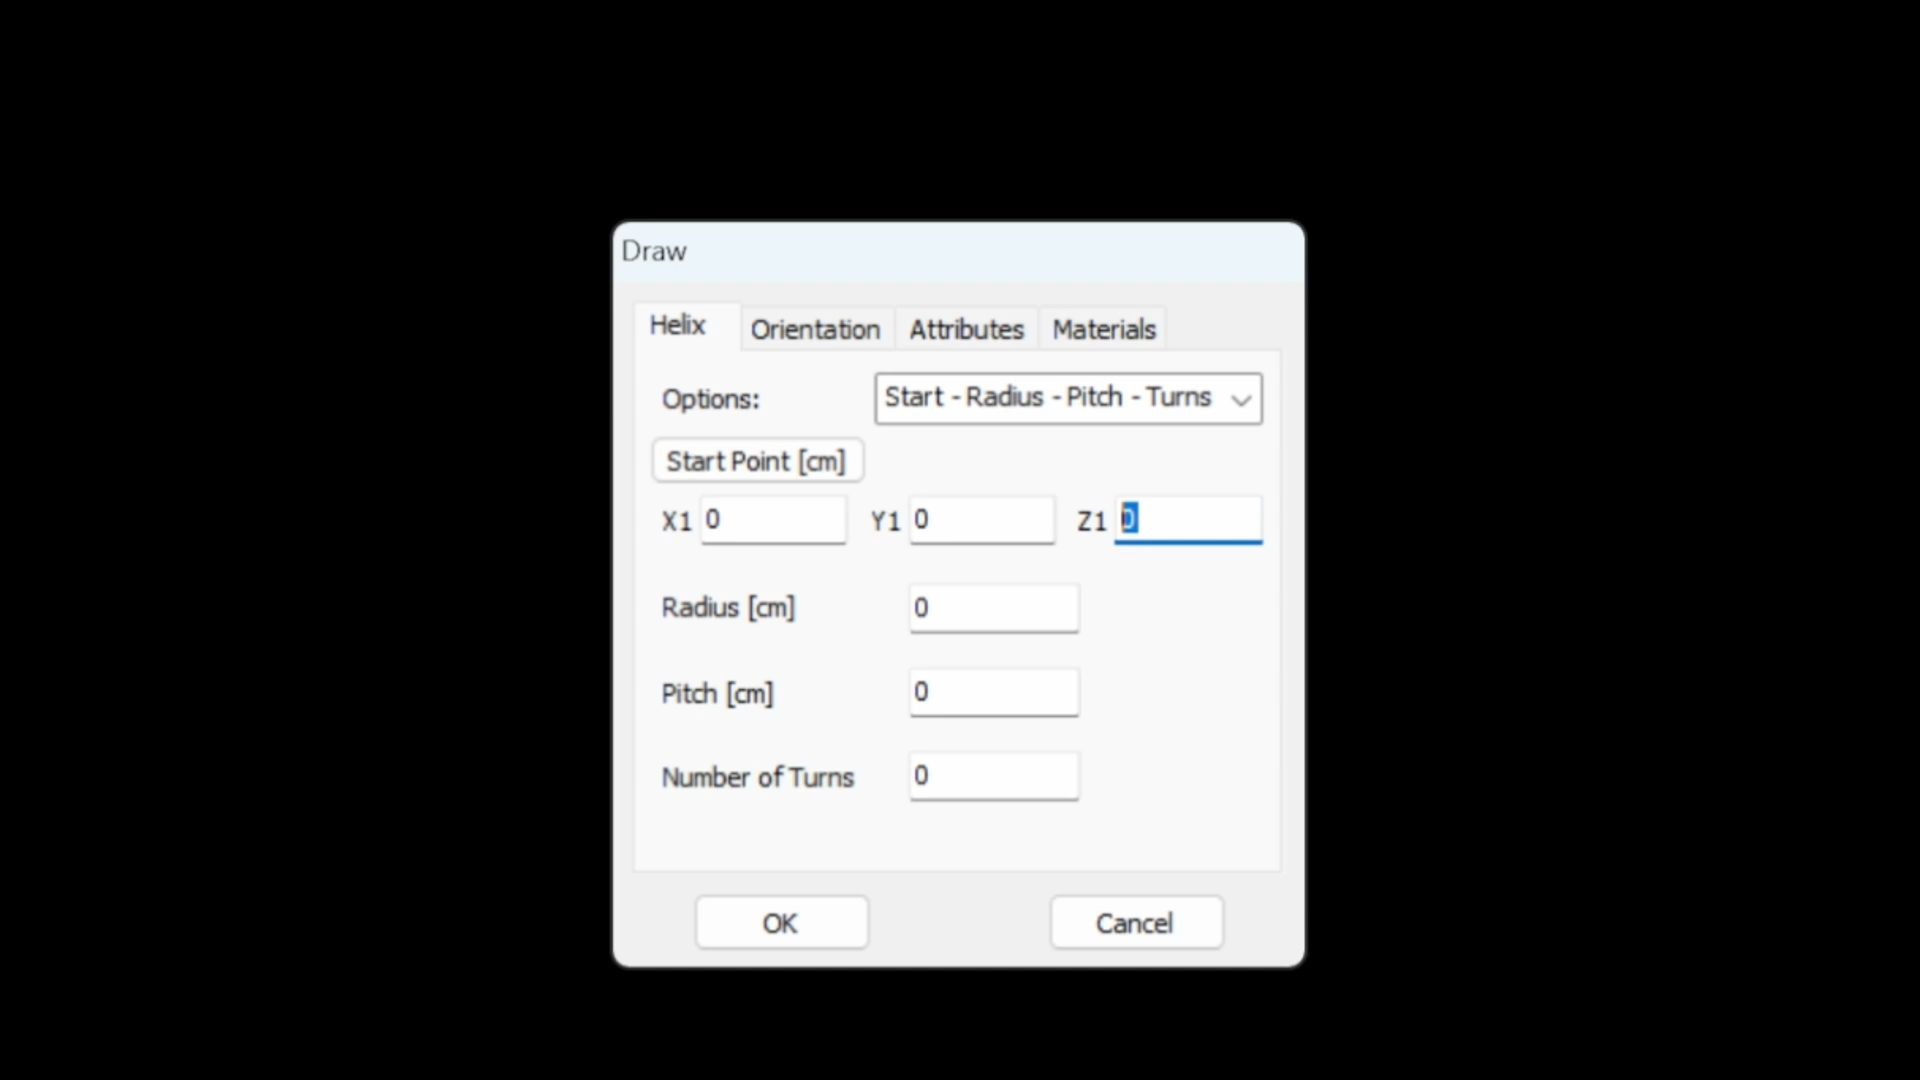 Draw
Helix Orientation Attributes Materials
Options: Start - Radius - Pitch - Turns
Start Point [cm]
X1 0 Y1 0 Z1 0
Radius [cm] 0
Pitch [cm] 0
Number of Turns 0
OK Cancel